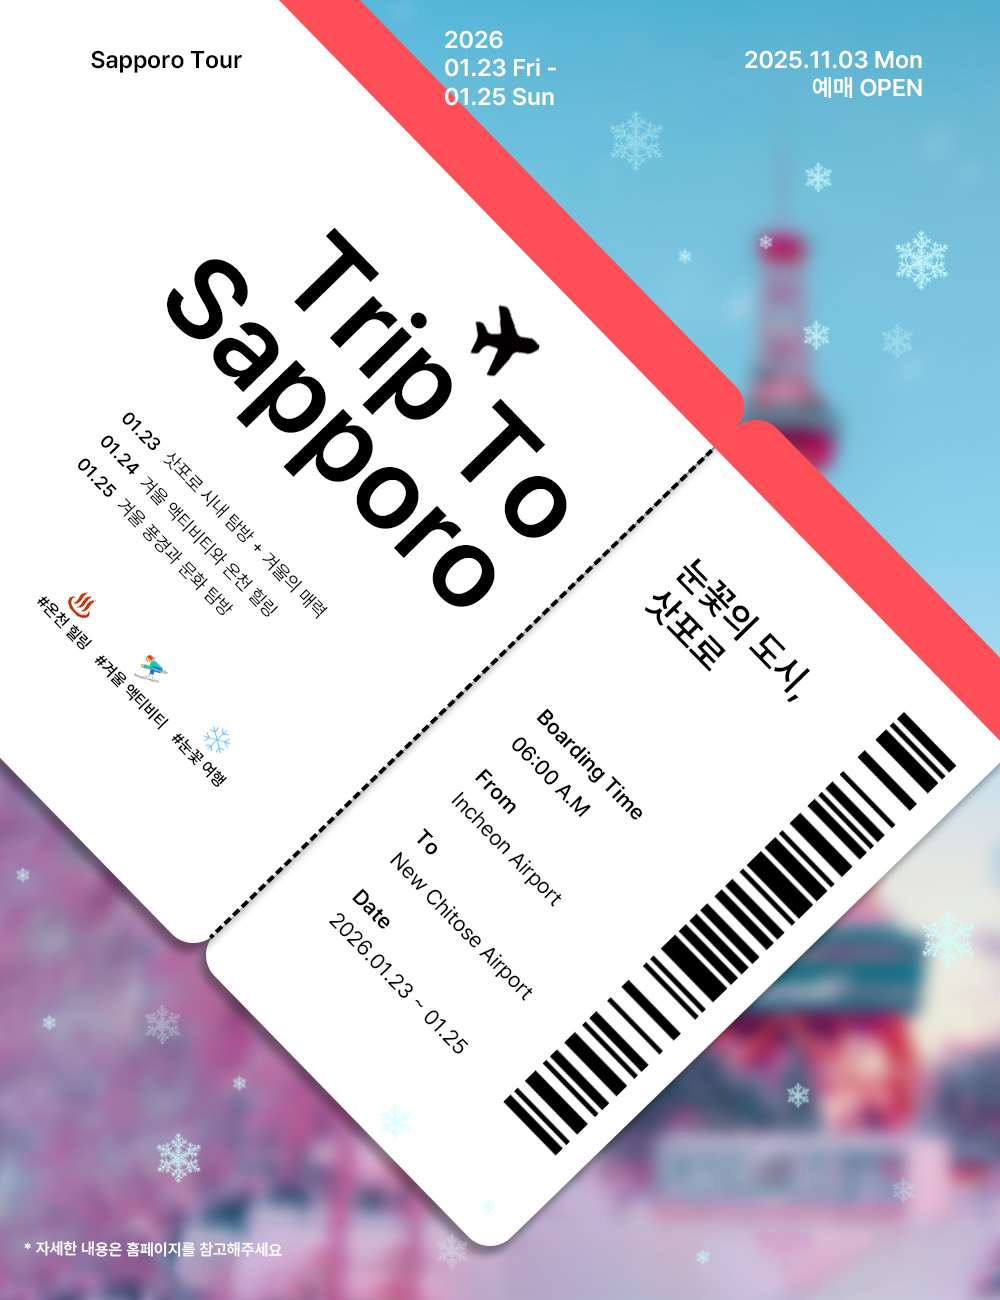 Sapporo Tour
2026
01.23 Fri -
01.25 Sun
2025.11.03 Mon
예매 OPEN
Trip To
Sapporo
01.23 삿포로 시내 탐방 + 겨울의 매력
01.24 겨울 액티비티와 온천 힐링
01.25 겨울 풍경과 문화 탐방
#온천 힐링 #겨울 액티비티 #눈꽃 여행
눈꽃의 도시,
삿포로
Boarding Time
06:00 A.M
From
Incheon Airport
To
New Chitose Airport
Date
2026.01.23 ~ 01.25
* 자세한 내용은 홈페이지를 참고해주세요